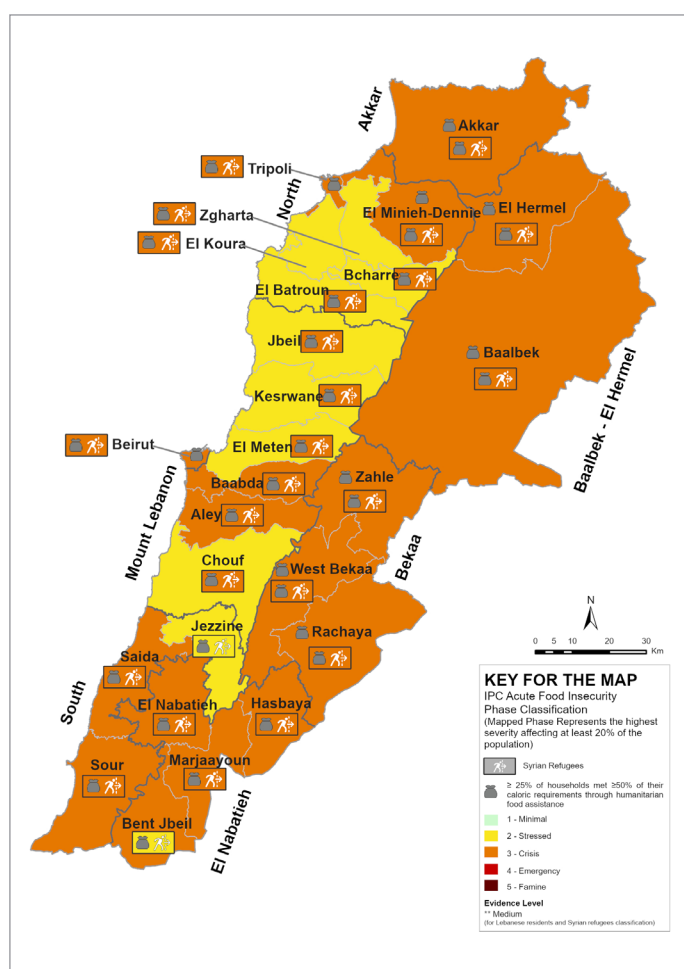 Akkar
Akkar
Tripoli
North
Zgharta
El Minieh-Dennie
El Hermel
El Koura
Bcharre
El Batroun
Jbeil
Baalbek
Kesrwane
Baalbek - El Hermel
Beirut
El Meten
Mount Lebanon
Baabda
Zahle
Aley
Bekaa
Chouf
West Bekaa
Jezzine
Rachaya
N
0 5 10 20 30
Km
Saida
South
El Nabatieh
Hasbaya
Sour
Marjaayoun
Bent Jbeil
El Nabatieh
KEY FOR THE MAP
IPC Acute Food Insecurity
Phase Classification
(Mapped Phase Represents the highest
severity affecting at least 20% of the
population)
Syrian Refugees
≥ 25% of households met ≥50% of their
caloric requirements through humanitarian
food assistance
1 - Minimal
2 - Stressed
3 - Crisis
4 - Emergency
5 - Famine
Evidence Level
** Medium
(for Lebanese residents and Syrian refugees classification)